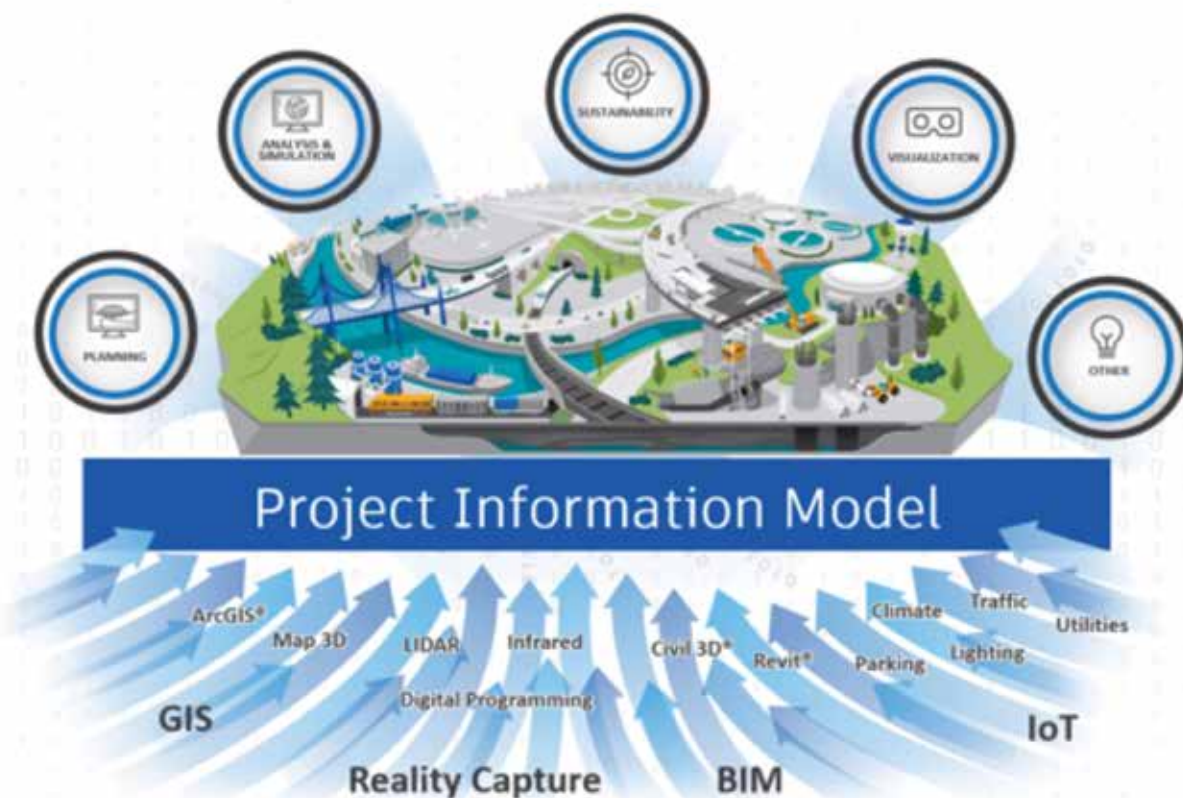 SUSTAINABILITY
ANALYSIS &
SIMULATION
VISUALIZATION
PLANNING
OTHER
Project Information Model
ArcGIS®
Map 3D
LIDAR
Infrared
Civil 3D®
Revit®
Parking
Climate
Traffic
Lighting
Utilities
Digital Programming
GIS
IoT
Reality Capture
BIM